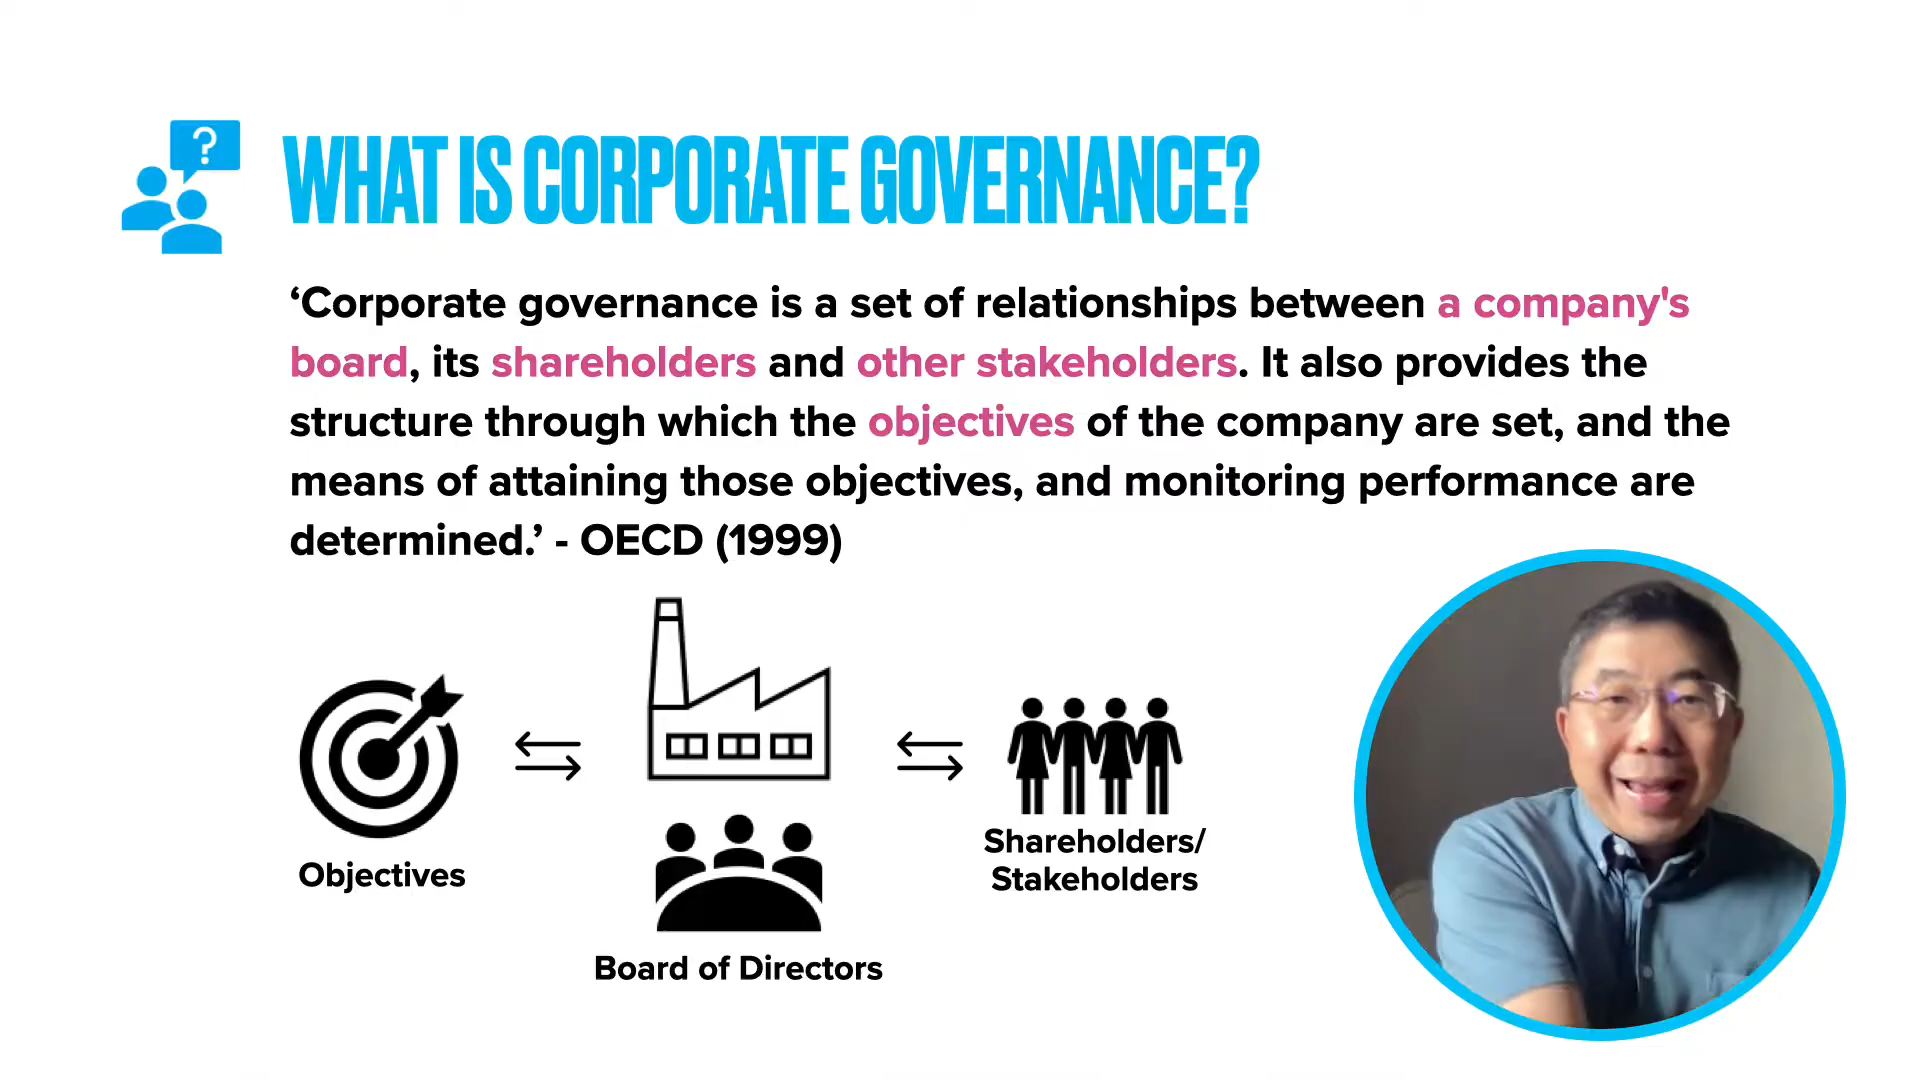 ?
WHAT IS CORPORATE GOVERNANCE?
‘Corporate governance is a set of relationships between a company's
board, its shareholders and other stakeholders. It also provides the
structure through which the objectives of the company are set, and the
means of attaining those objectives, and monitoring performance are
determined.’ - OECD (1999)
Objectives
Board of Directors
Shareholders/
Stakeholders